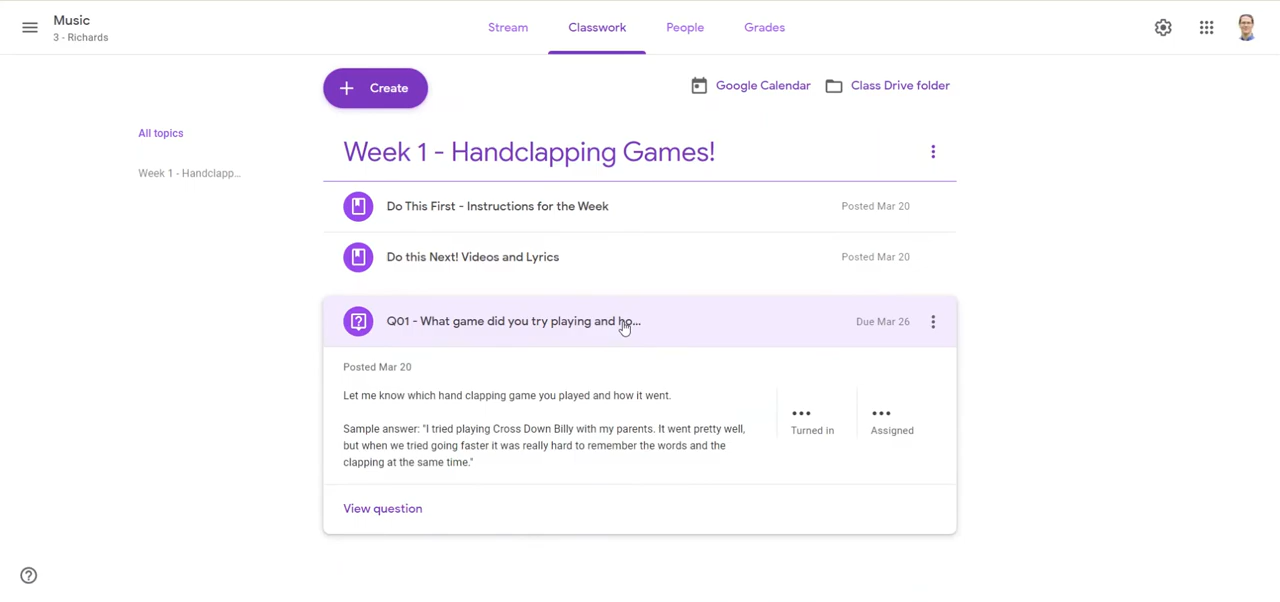 Music
3 - Richards
Stream
Classwork
People
Grades
Create
Google Calendar
Class Drive folder
All topics
Week 1 - Handclapp...
Week 1 - Handclapping Games!
Do This First - Instructions for the Week
Posted Mar 20
Do this Next! Videos and Lyrics
Posted Mar 20
Q01 - What game did you try playing and ho...
Due Mar 26
Posted Mar 20
Let me know which hand clapping game you played and how it went.
Sample answer: "I tried playing Cross Down Billy with my parents. It went pretty well,
but when we tried going faster it was really hard to remember the words and the
clapping at the same time."
...
Turned in
...
Assigned
View question